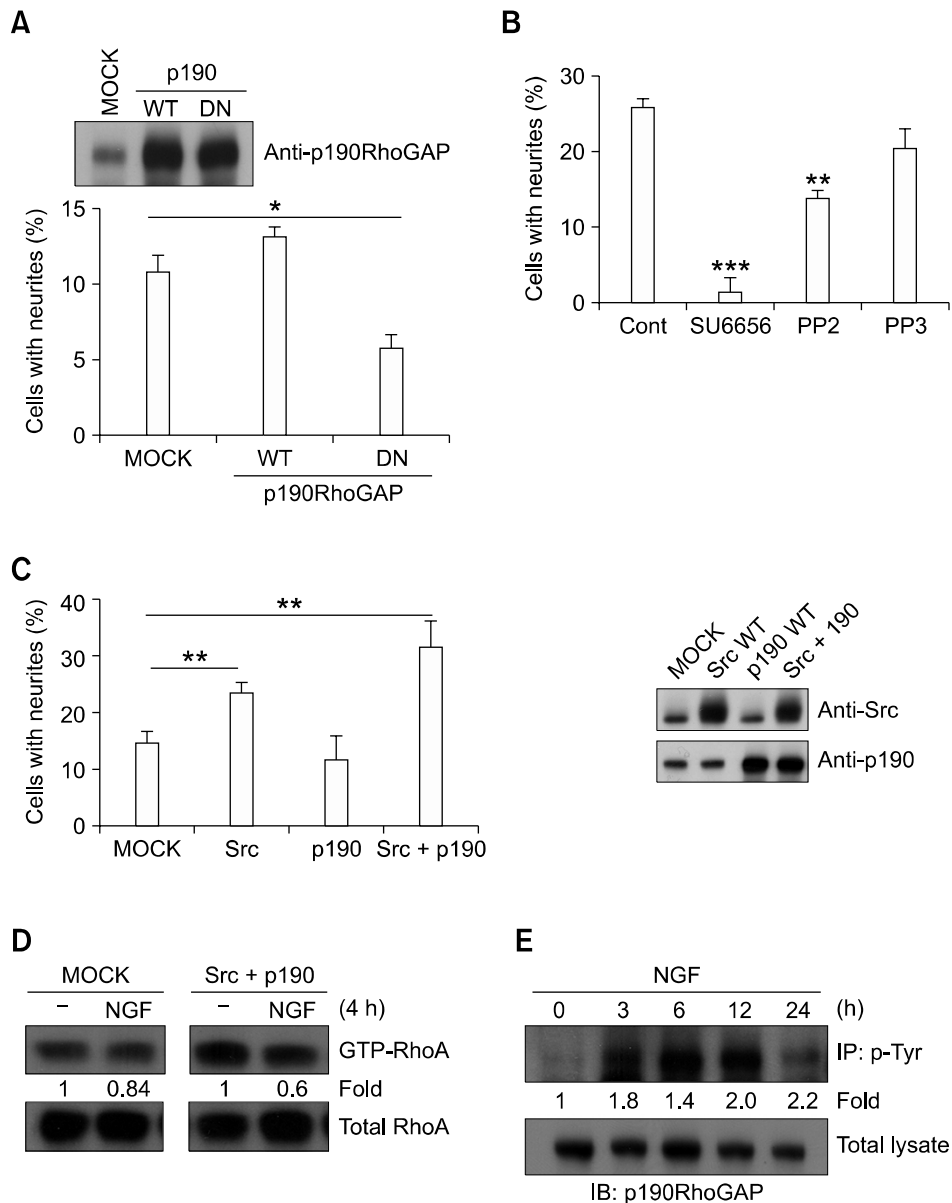 A
MOCK
p190
WT DN
Anti-p190RhoGAP
Cells with neurites (%)
15
10
5
0
*
MOCK WT DN
p190RhoGAP
B
Cells with neurites (%)
30
20
10
0
***
**
Cont SU6656 PP2 PP3
C
Cells with neurites (%)
40
30
20
10
0
**
**
MOCK Src p190 Src + p190
MOCK
Src WT
p190 WT
Src + 190
Anti-Src
Anti-p190
D
MOCK Src + p190
– NGF – NGF (4 h)
GTP-RhoA
1 0.84 1 0.6 Fold
Total RhoA
E
NGF
0 3 6 12 24 (h)
IP: p-Tyr
1 1.8 1.4 2.0 2.2 Fold
Total lysate
IB: p190RhoGAP